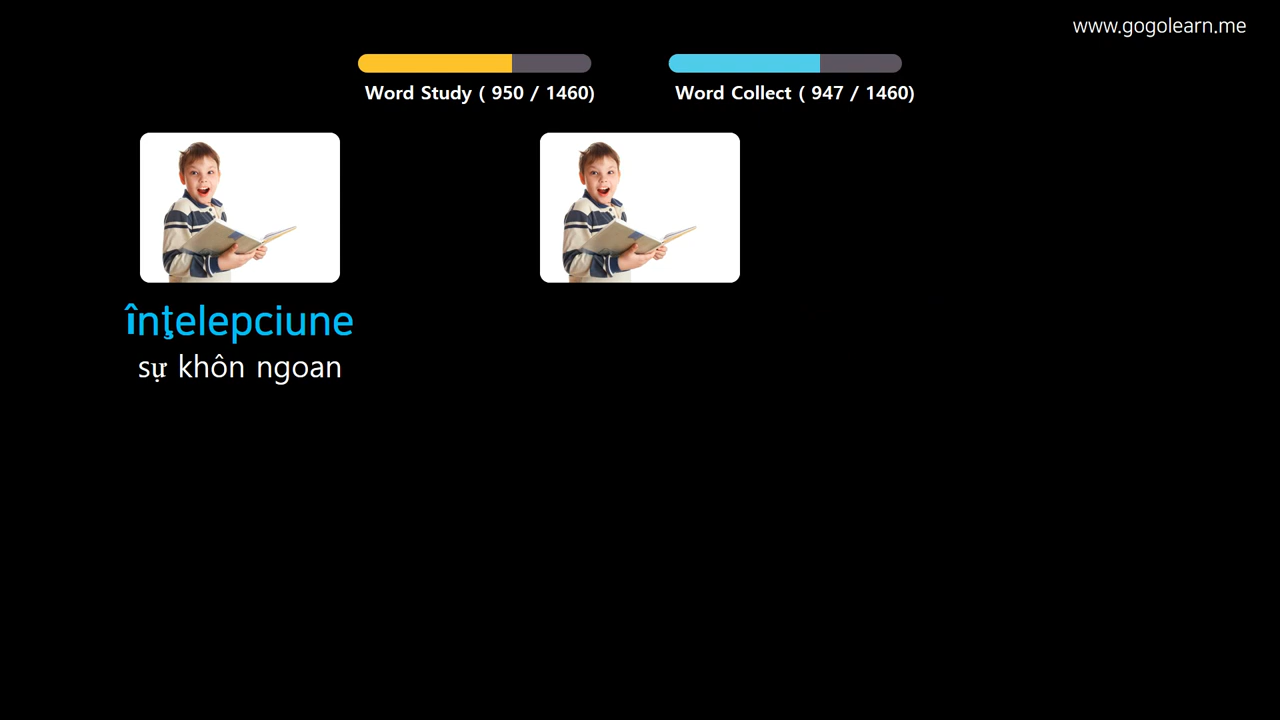 www.gogolearn.me
Word Study ( 950 / 1460)
Word Collect ( 947 / 1460)
înţelepciune
sự khôn ngoan